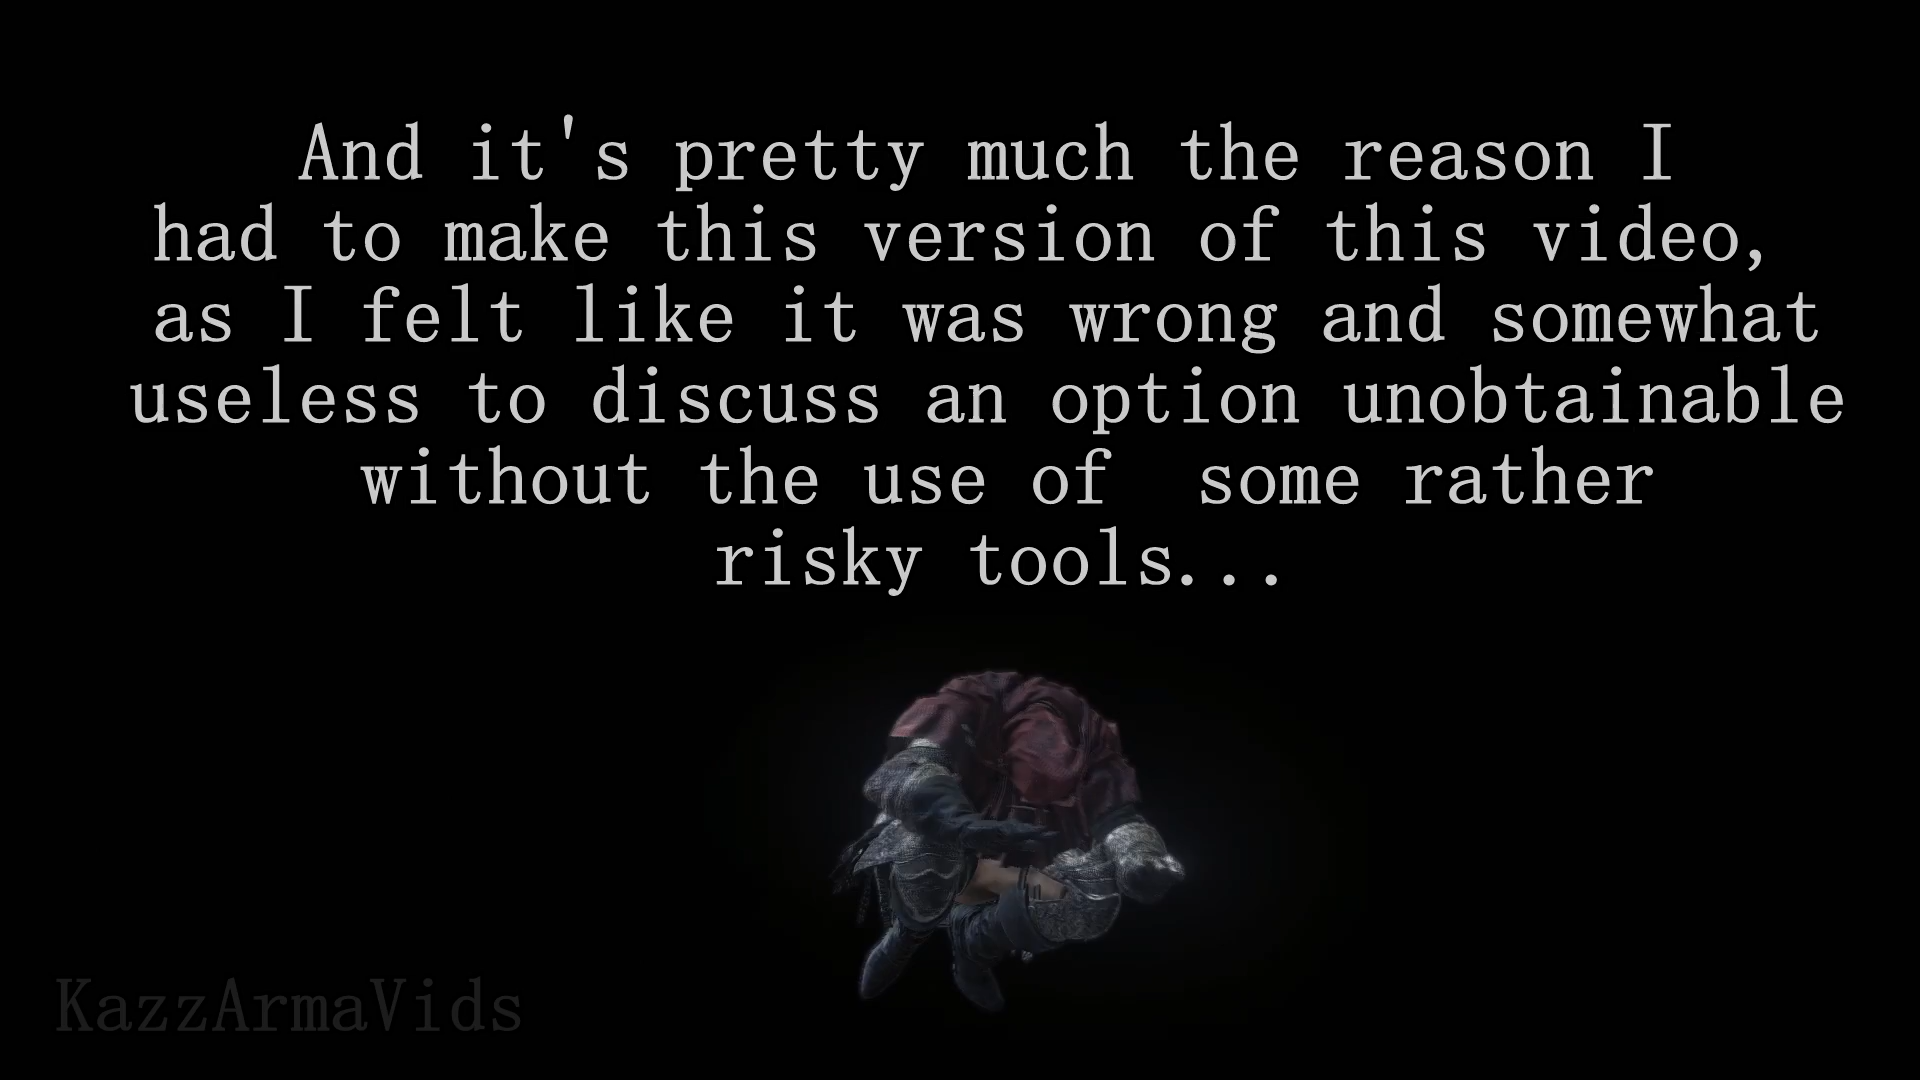 And it's pretty much the reason I
had to make this version of this video,
as I felt like it was wrong and somewhat
useless to discuss an option unobtainable
without the use of  some rather
risky tools...
KazzArmaVids